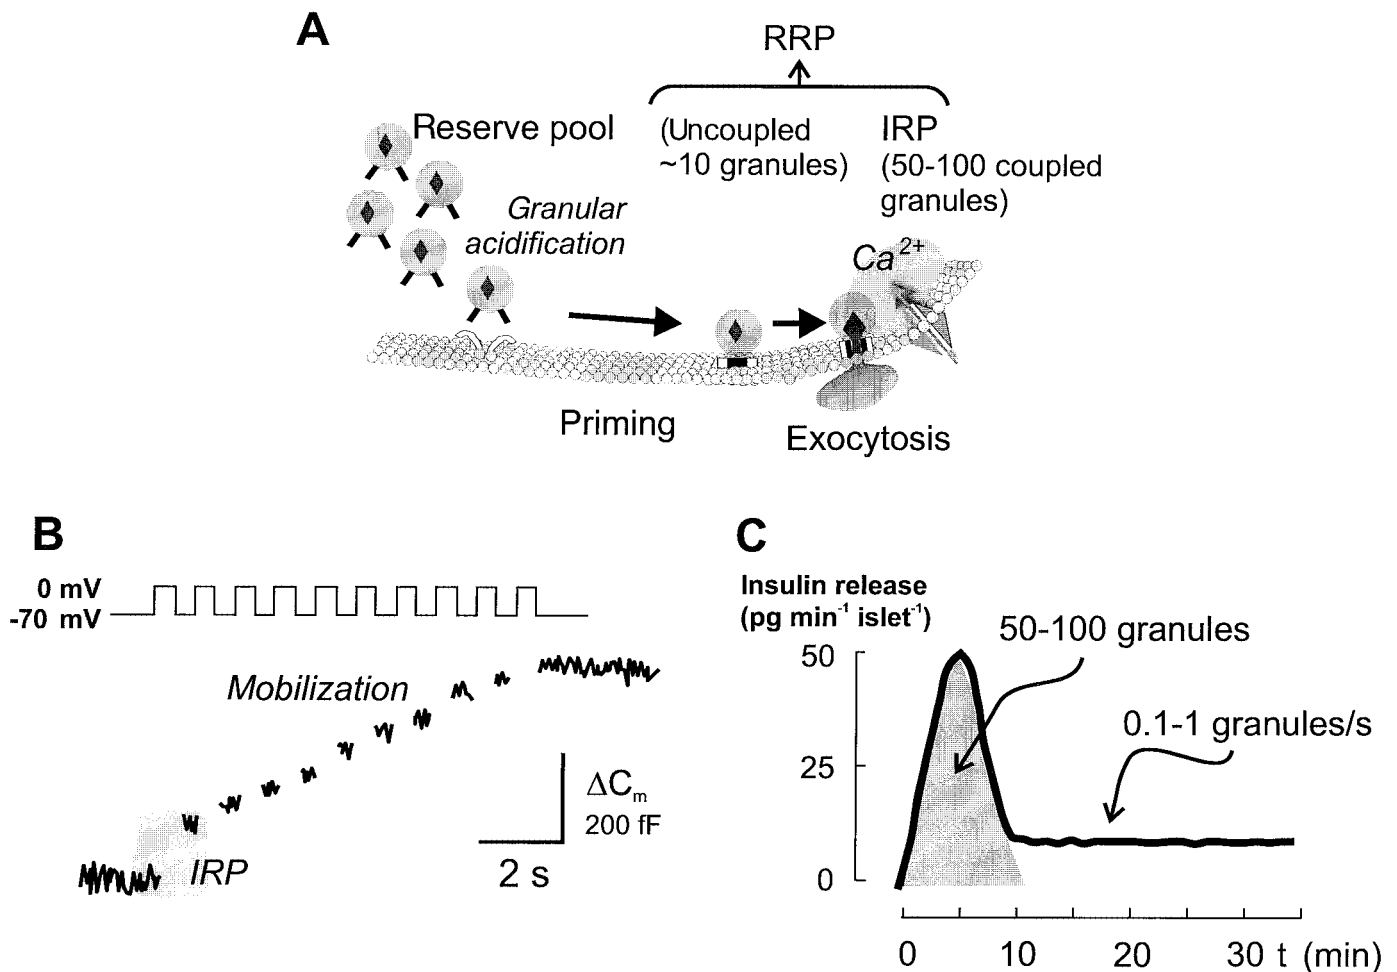 A
RRP
Reserve pool
(Uncoupled
~10 granules)
IRP
(50-100 coupled
granules)
Granular
acidification
Ca²⁺
Priming
Exocytosis
B
0 mV
-70 mV
Mobilization
IRP
ΔCₘ
200 fF
2 s
C
Insulin release
(pg min⁻¹ islet⁻¹)
50-100 granules
0.1-1 granules/s
50
25
0
0 10 20 30 t (min)